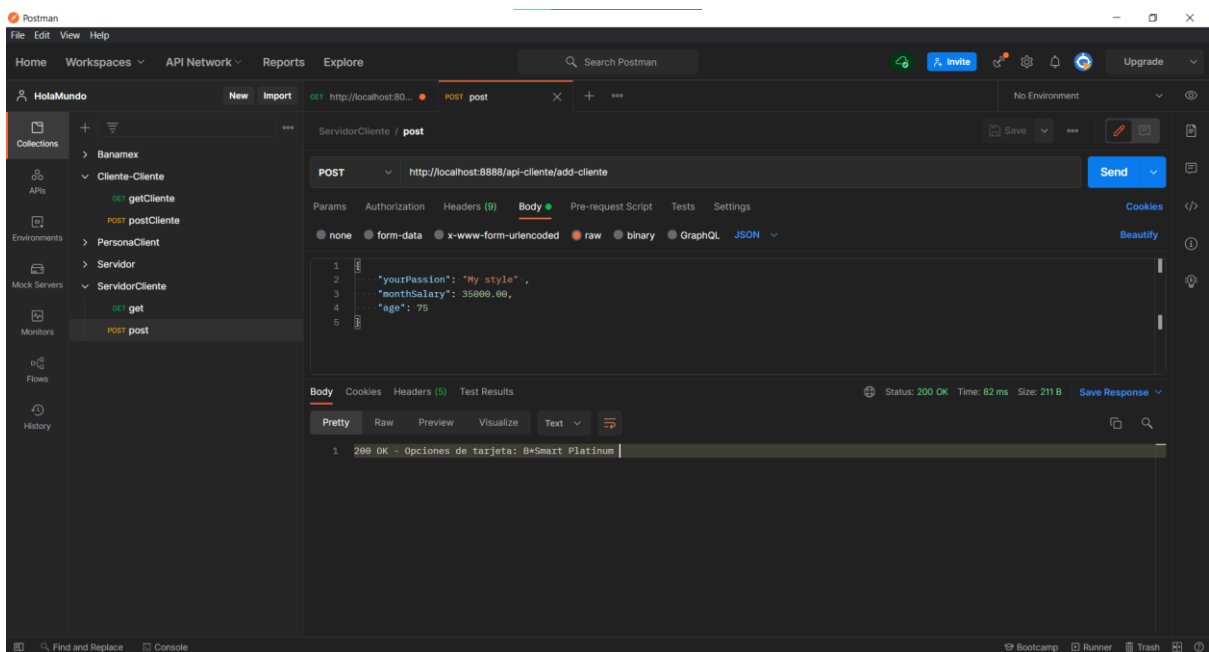 Postman
File Edit View Help
Home Workspaces API Network Reports Explore
Search Postman
Invite
Upgrade
HolaMundo
New Import
GET http://localhost:80...
POST post
No Environment
Collections
APIs
Environments
Mock Servers
Monitors
Flows
History
Banamex
Cliente-Cliente
GET getCliente
POST postCliente
PersonaClient
Servidor
ServidorCliente
GET get
POST post
ServidorCliente / post
Save
POST http://localhost:8888/api-cliente/add-cliente
Send
Params Authorization Headers (9) Body Pre-request Script Tests Settings
Cookies
none form-data x-www-form-urlencoded raw binary GraphQL JSON
Beautify
1 {
2 "yourPassion": "My style" ,
3 "monthSalary": 35000.00,
4 "age": 75
5 }
Body Cookies Headers (5) Test Results
Status: 200 OK Time: 82 ms Size: 211 B Save Response
Pretty Raw Preview Visualize Text
1 200 OK - Opciones de tarjeta: B*Smart Platinum
Find and Replace Console
Bootcamp Runner Trash